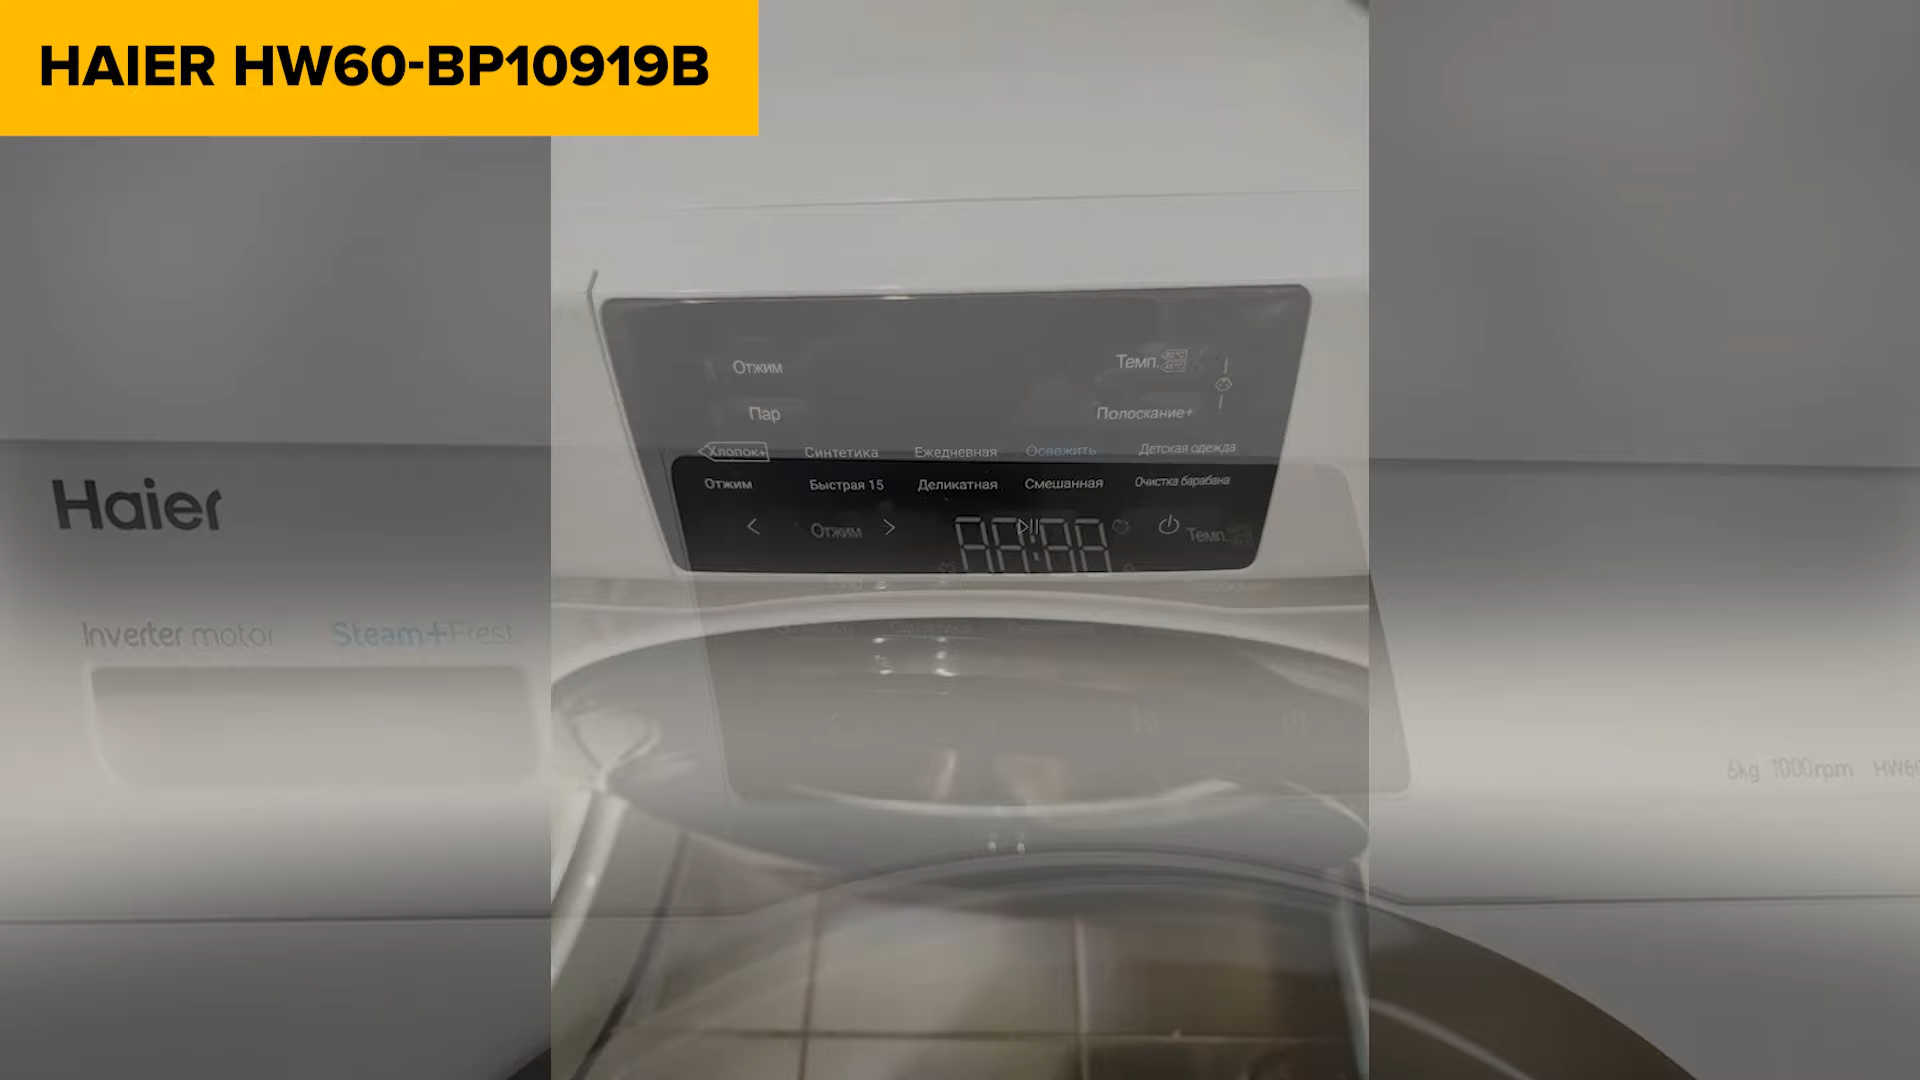 HAIER HW60-BP10919B
Отжим
Темп. 
Пар
Полоскание+
Хлопок+ Синтетика Ежедневная Освежить Детская одежда
Отжим Быстрая 15 Деликатная Смешанная Очистка барабана
Отжим
Темп.
Haier
Inverter motor Steam+Fresh
6kg 1000rpm HW60